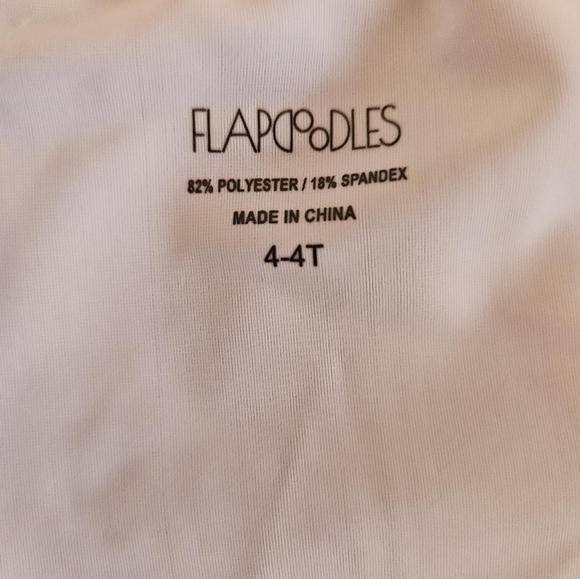 FLAPDOODLES
82% POLYESTER / 18% SPANDEX
MADE IN CHINA
4-4T